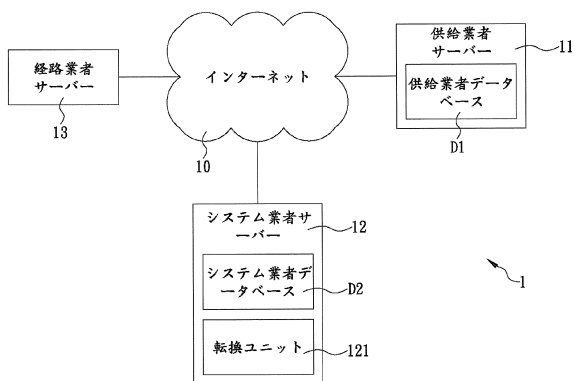 供給業者
サーバー
11
経路業者
サーバー
インターネット
供給業者データ
ベース
13
10
D1
システム業者サ
ーバー
12
システム業者デ
ータベース
D2
1
転換ユニット
121